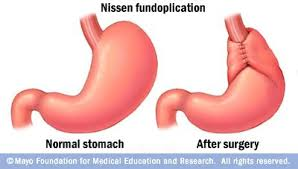 Nissen fundoplication
Normal stomach
After surgery
©Mayo Foundation for Medical Education and Research. All rights reserved.